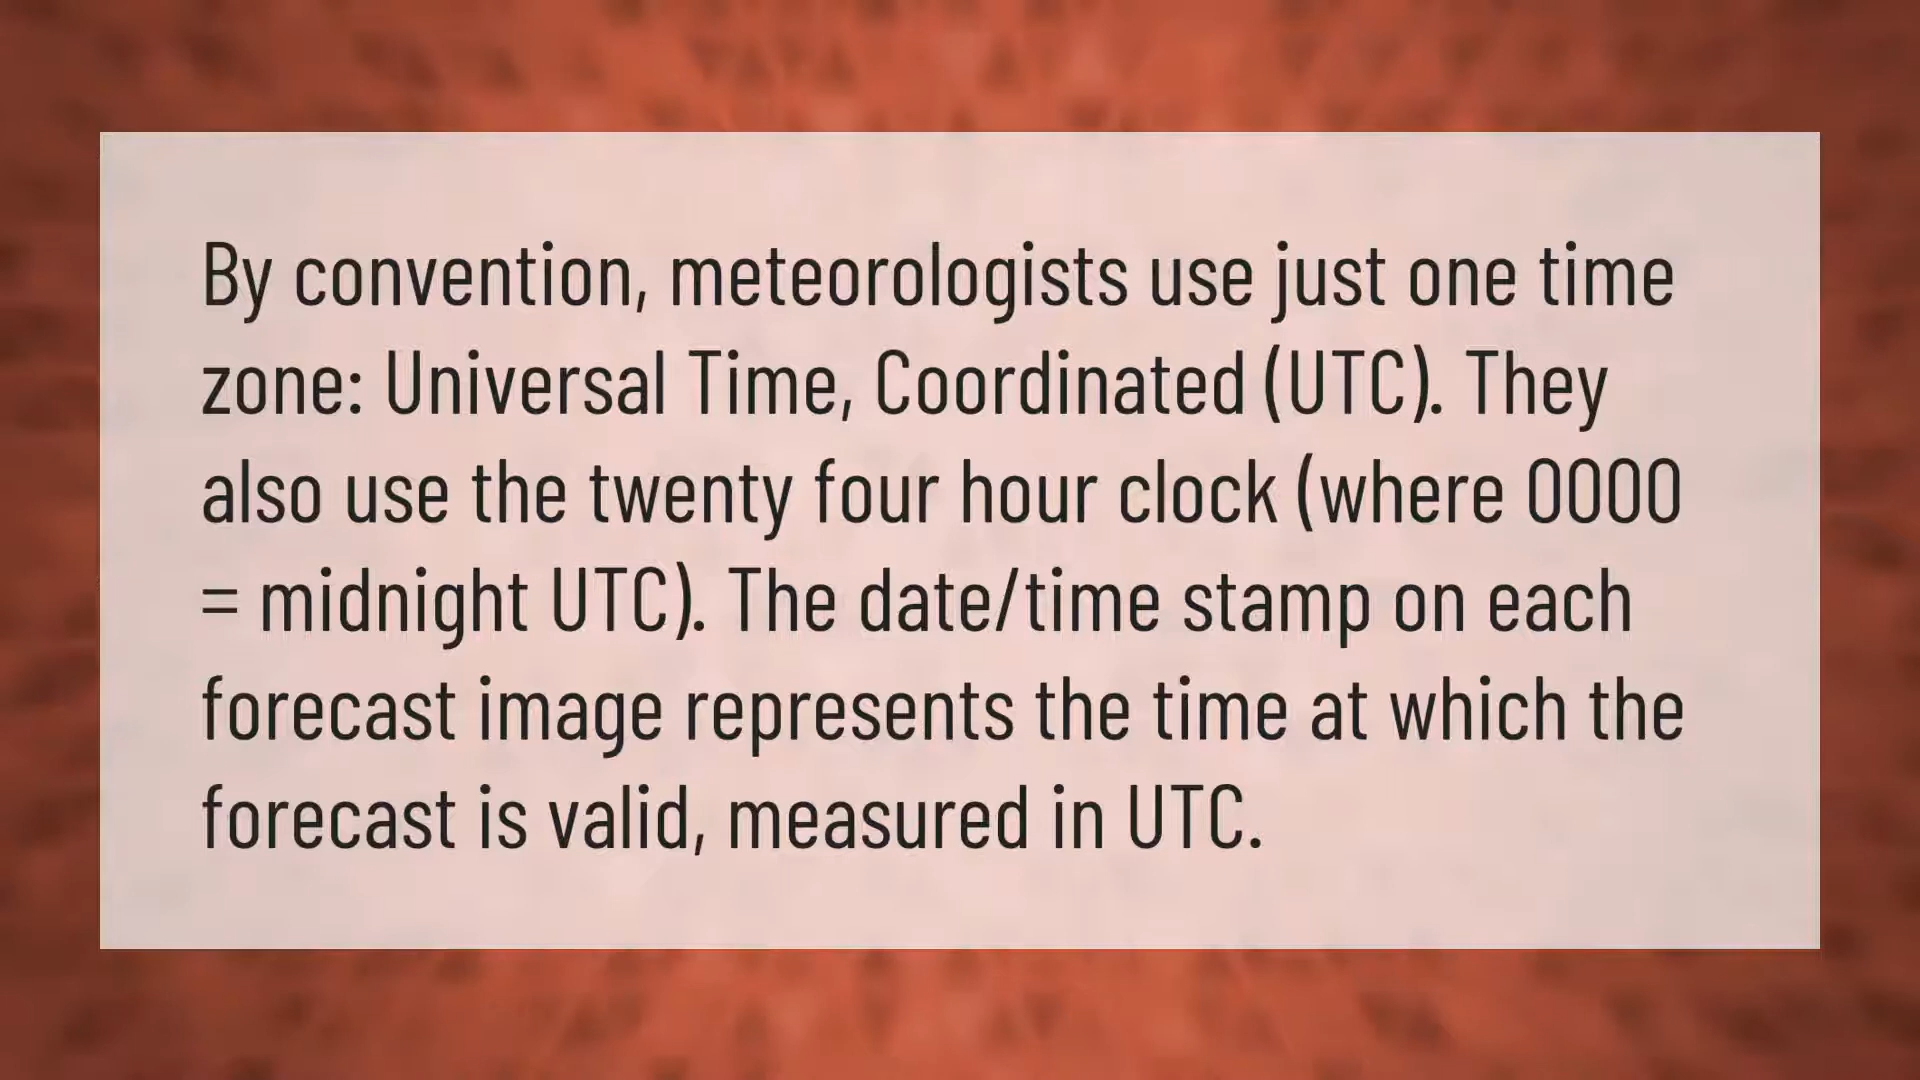 By convention, meteorologists use just one time
zone: Universal Time, Coordinated (UTC). They
also use the twenty four hour clock (where 0000
= midnight UTC). The date/time stamp on each
forecast image represents the time at which the
forecast is valid, measured in UTC.